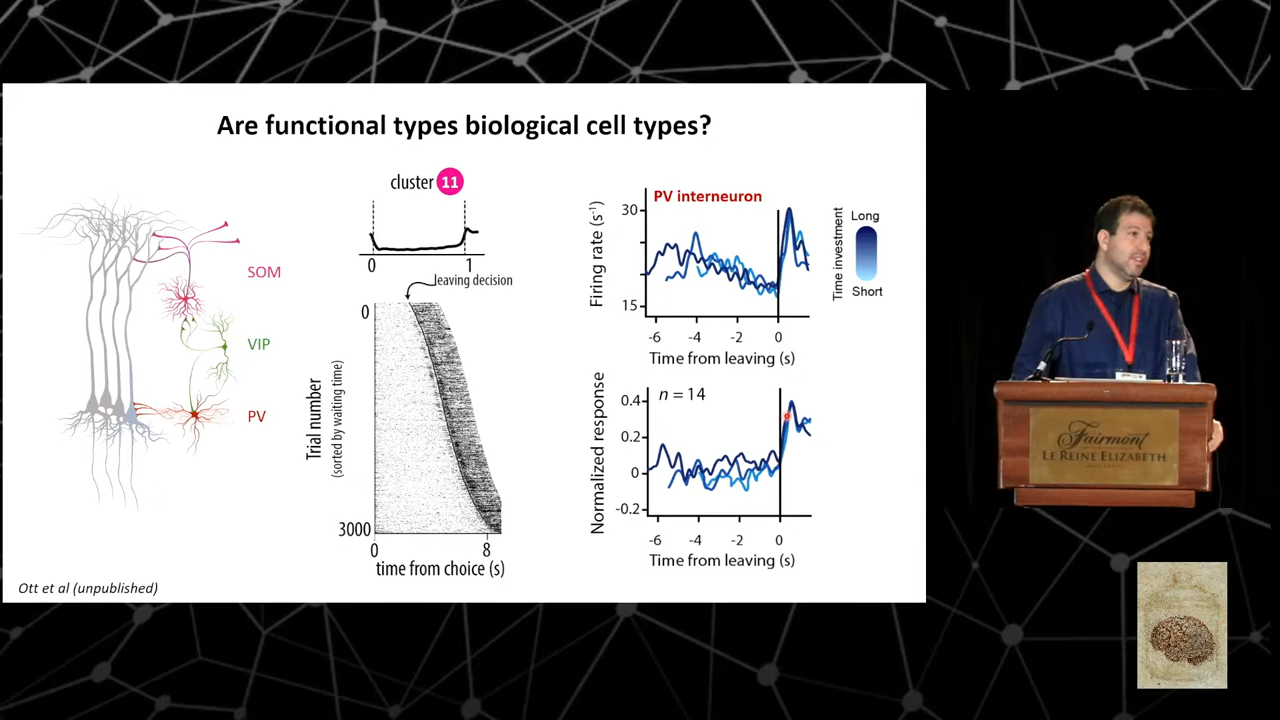 Are functional types biological cell types?
SOM
VIP
PV
cluster 11
0 1
leaving decision
Trial number
(sorted by waiting time)
0
3000
0 8
time from choice (s)
PV interneuron
Firing rate (s⁻¹)
30
15
-6 -4 -2 0
Time from leaving (s)
Time investment
Long
Short
n = 14
Normalized response
0.4
0.2
0
-0.2
-6 -4 -2 0
Time from leaving (s)
Ott et al (unpublished)
Fairmont
LE REINE ELIZABETH